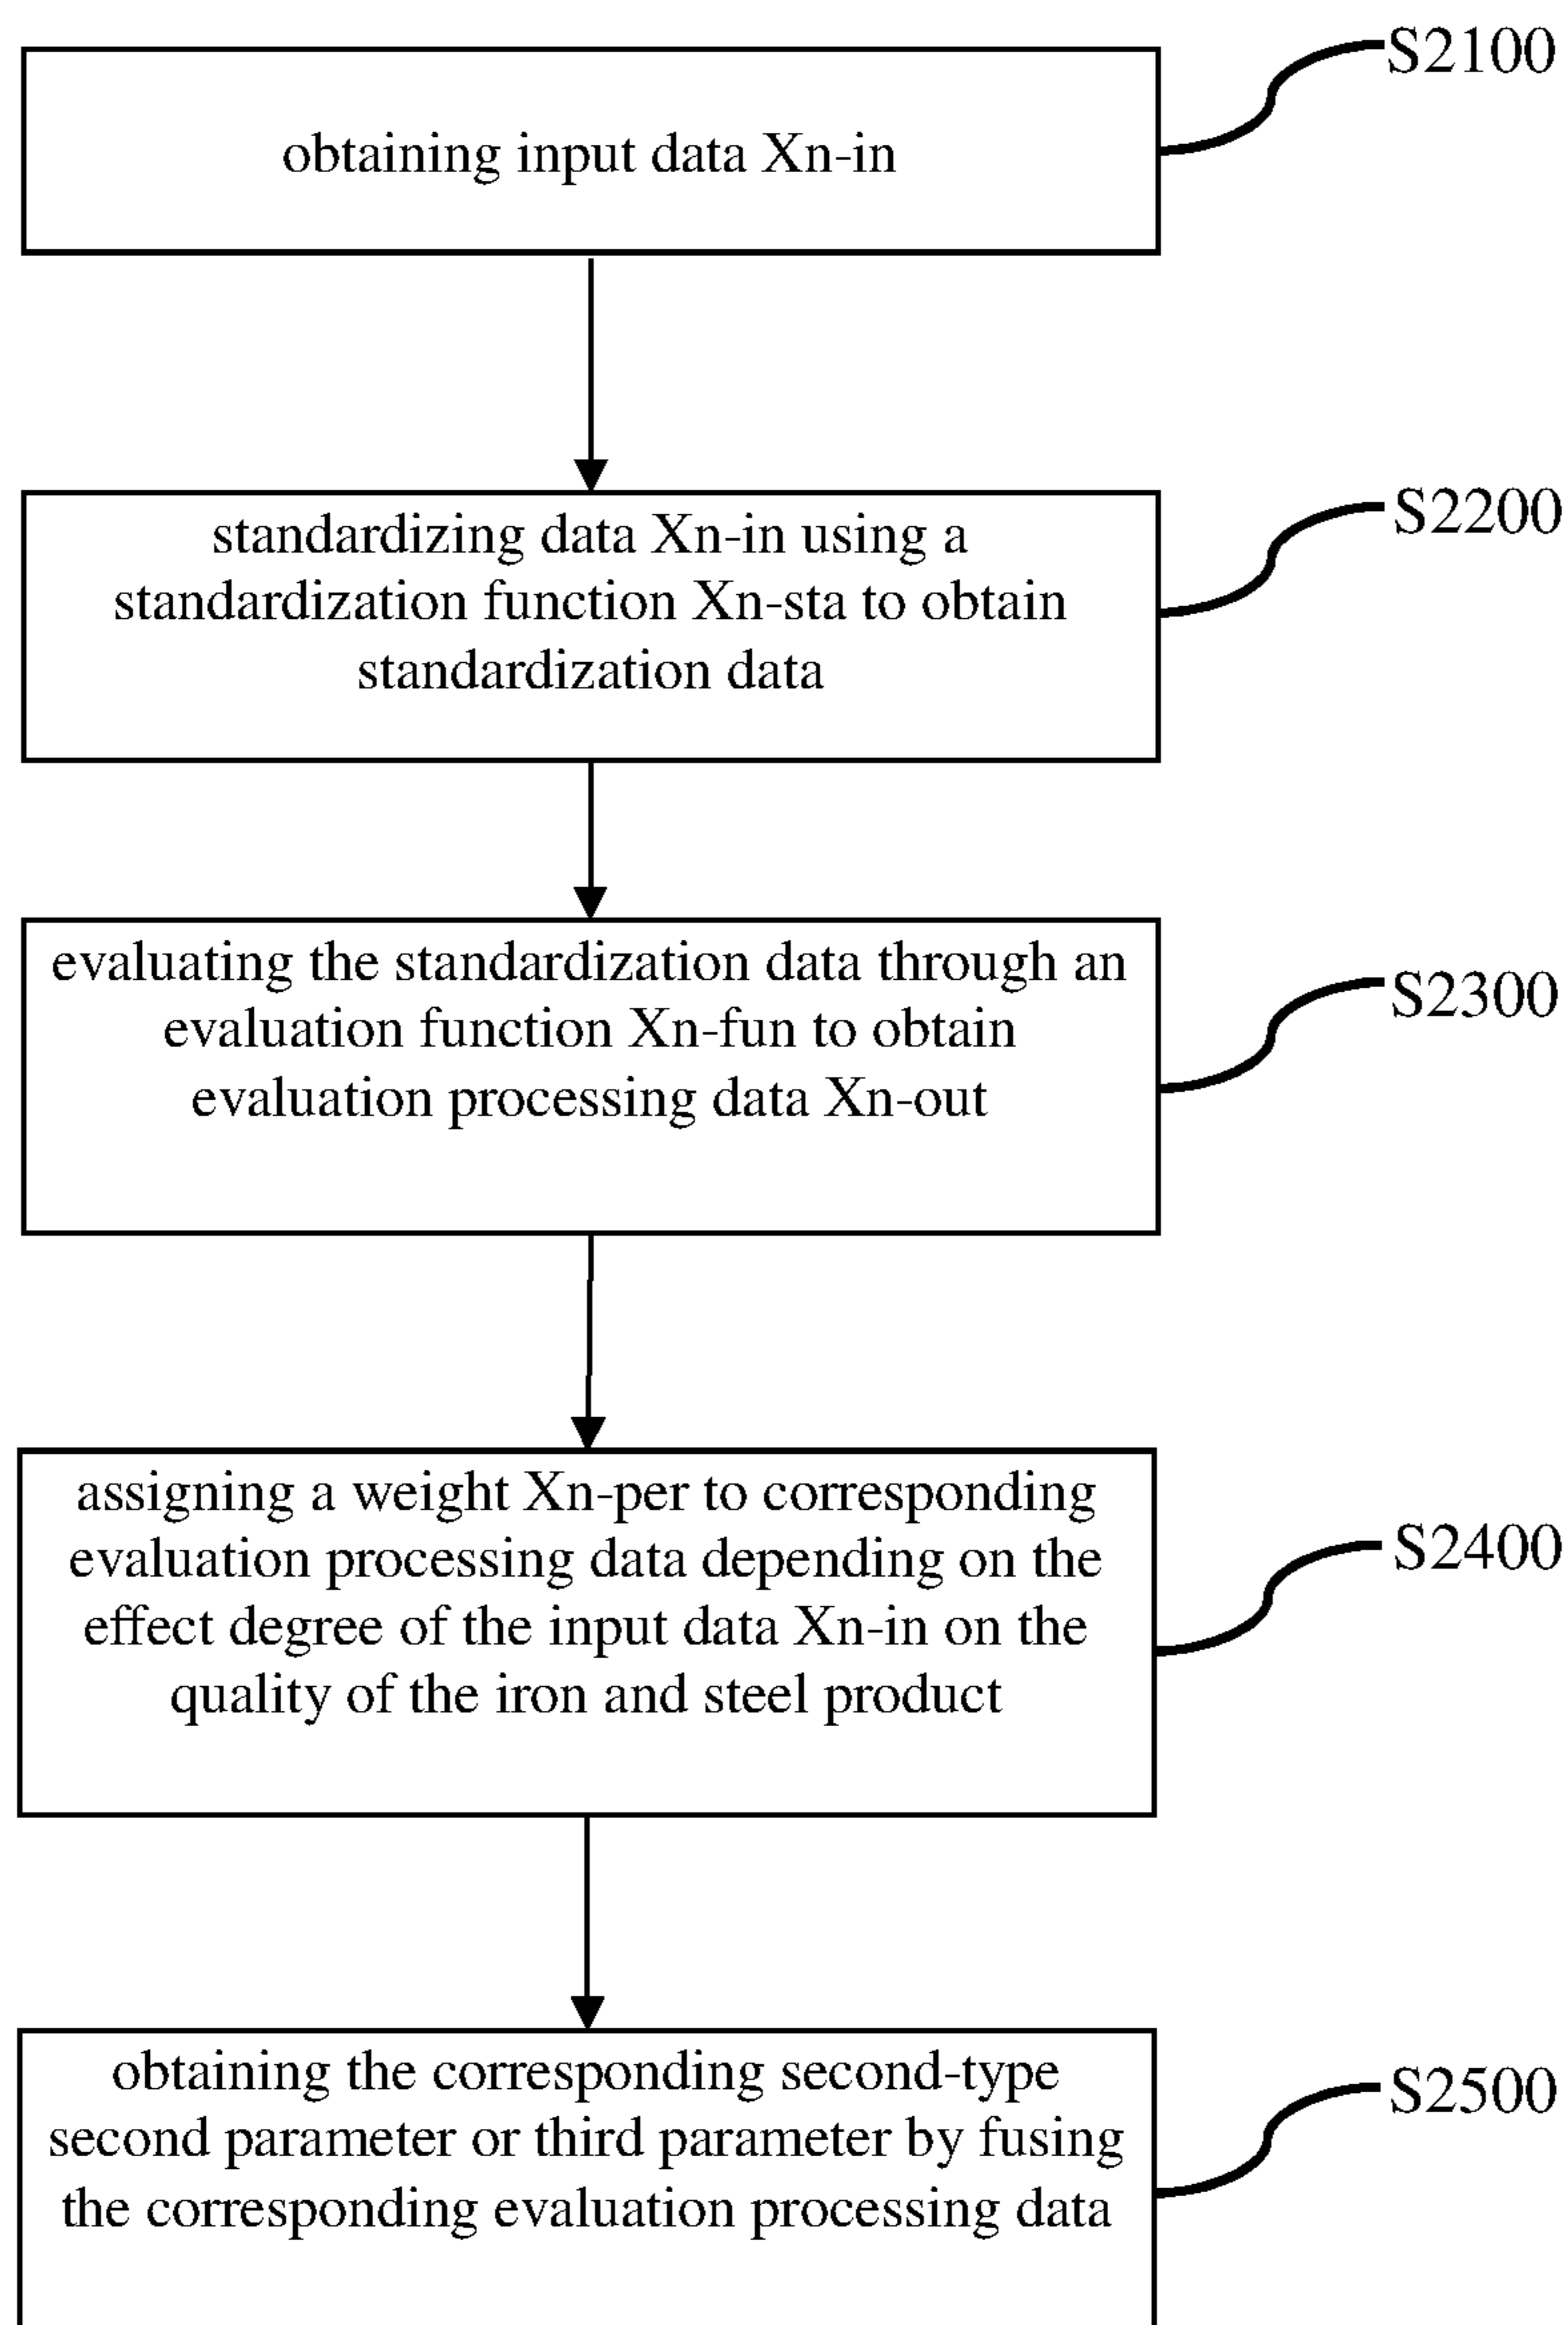 S2100
obtaining input data Xn-in
S2200
standardizing data Xn-in using a
standardization function Xn-sta to obtain
standardization data
evaluating the standardization data through an
evaluation function Xn-fun to obtain
evaluation processing data Xn-out
S2300
assigning a weight Xn-per to corresponding
evaluation processing data depending on the
effect degree of the input data Xn-in on the
quality of the iron and steel product
S2400
obtaining the corresponding second-type
second parameter or third parameter by fusing
the corresponding evaluation processing data
S2500